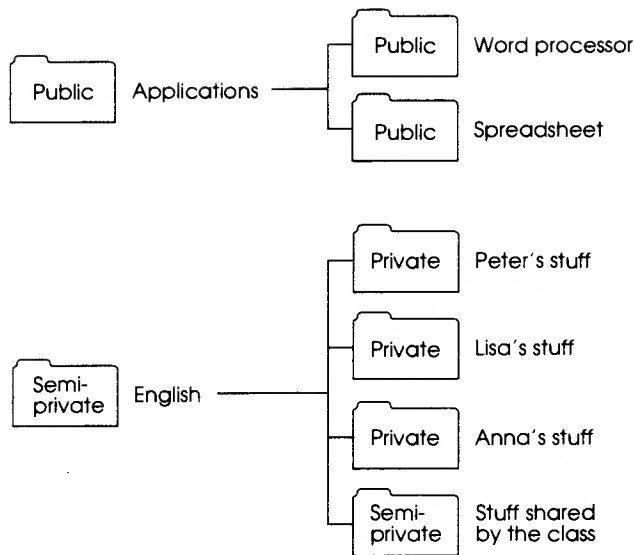 Public Word processor
Public Applications
Public Spreadsheet
Private Peter's stuff
Private Lisa's stuff
Semi-
private English
Private Anna's stuff
Semi-
private Stuff shared
by the class